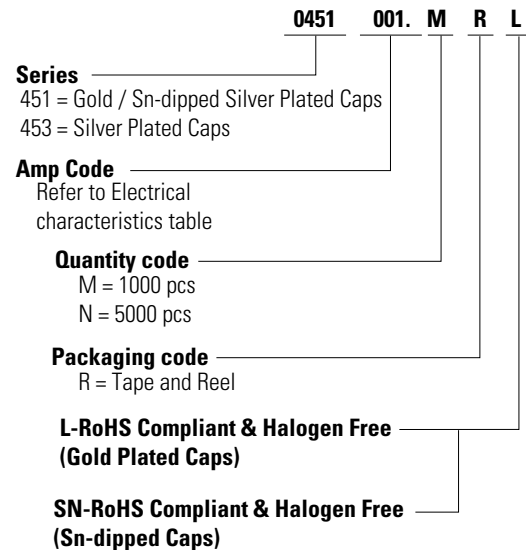 0451 001. M R L
Series
451 = Gold / Sn-dipped Silver Plated Caps
453 = Silver Plated Caps
Amp Code
Refer to Electrical
characteristics table
Quantity code
M = 1000 pcs
N = 5000 pcs
Packaging code
R = Tape and Reel
L-RoHS Compliant & Halogen Free
(Gold Plated Caps)
SN-RoHS Compliant & Halogen Free
(Sn-dipped Caps)